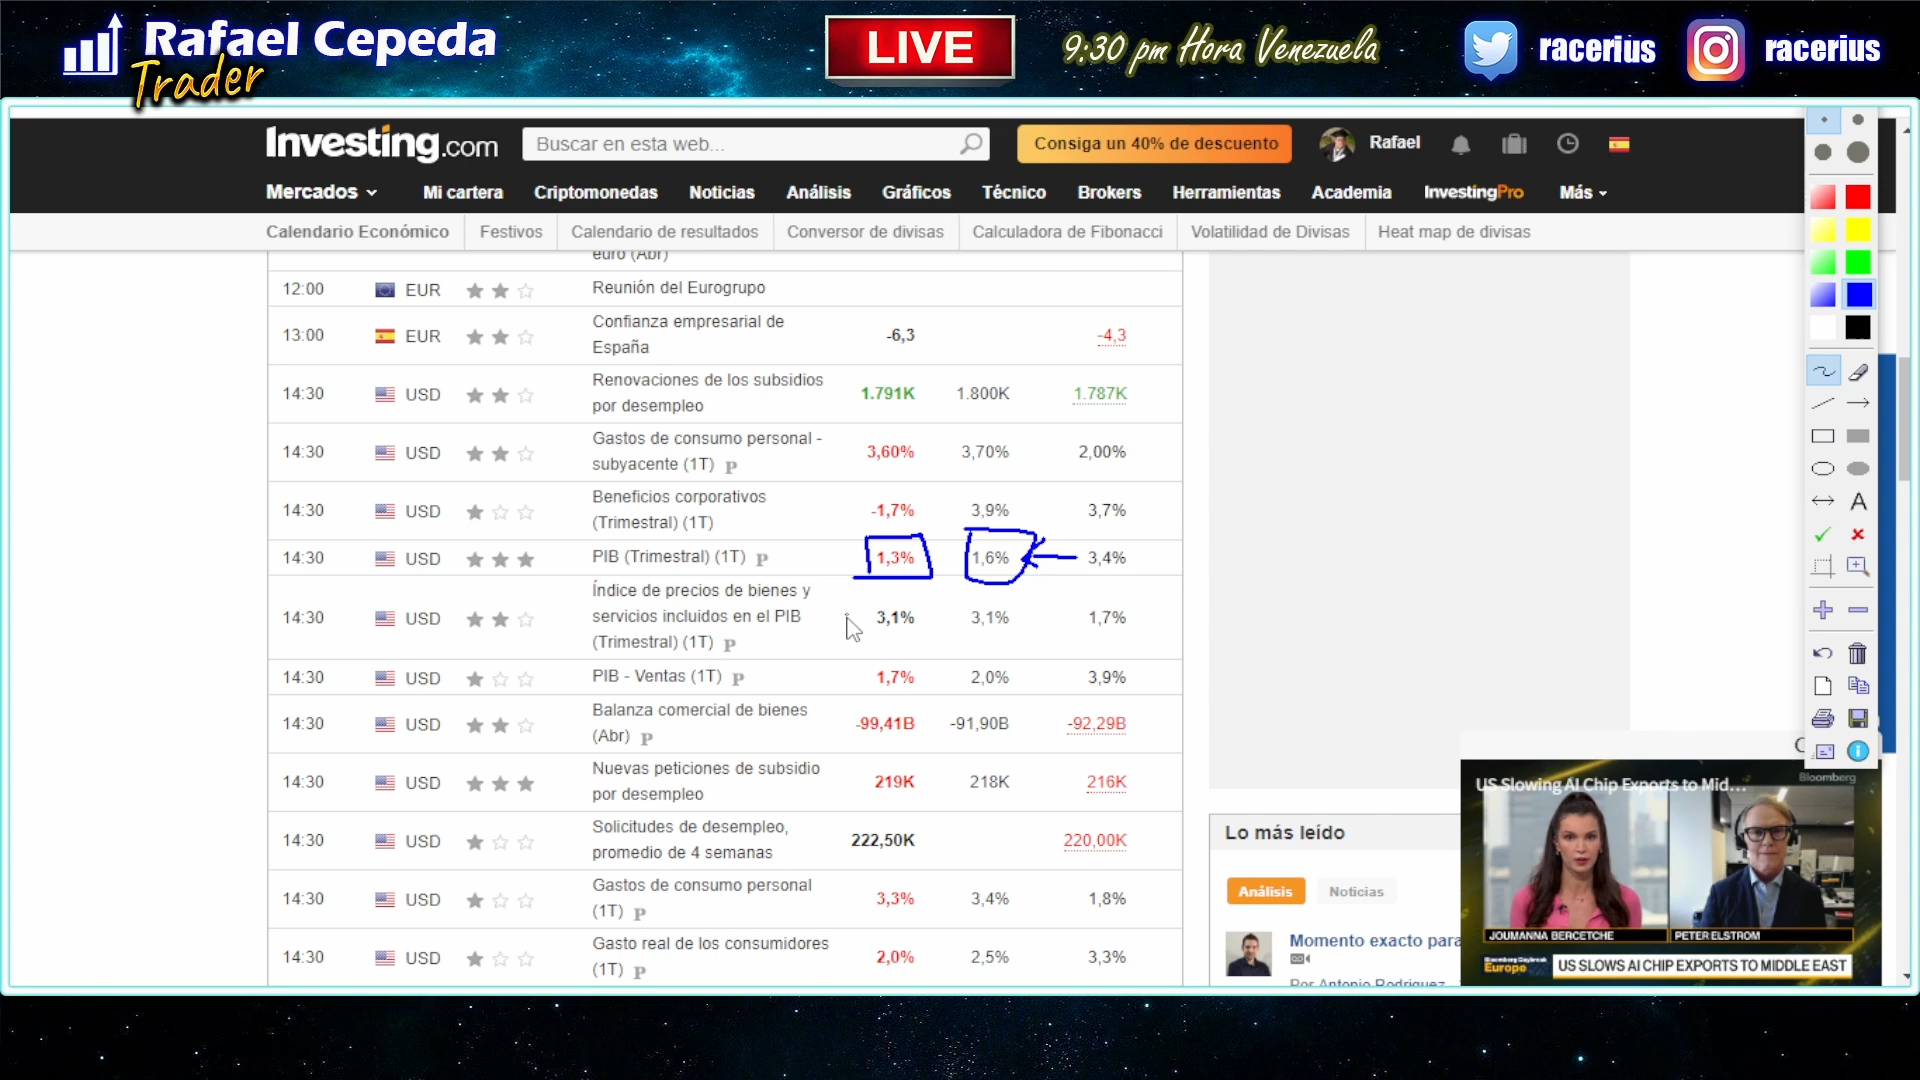 Rafael Cepeda
Trader
LIVE
9:30 pm Hora Venezuela
racerius
racerius
Investing.com
Buscar en esta web...
Consiga un 40% de descuento
Rafael
Mercados
Mi cartera
Criptomonedas
Noticias
Análisis
Gráficos
Técnico
Brokers
Herramientas
Academia
InvestingPro
Más
Calendario Económico
Festivos
Calendario de resultados
Conversor de divisas
Calculadora de Fibonacci
Volatilidad de Divisas
Heat map de divisas
euro (Abr)
12:00 EUR Reunión del Eurogrupo
13:00 EUR Confianza empresarial de -6,3 -4,3
España
14:30 USD Renovaciones de los subsidios 1.791K 1.800K 1.787K
por desempleo
14:30 USD Gastos de consumo personal - 3,60% 3,70% 2,00%
subyacente (1T) P
14:30 USD Beneficios corporativos -1,7% 3,9% 3,7%
(Trimestral) (1T)
14:30 USD PIB (Trimestral) (1T) P 1,3% 1,6% 3,4%
Índice de precios de bienes y
14:30 USD servicios incluidos en el PIB 3,1% 3,1% 1,7%
(Trimestral) (1T) P
14:30 USD PIB - Ventas (1T) P 1,7% 2,0% 3,9%
14:30 USD Balanza comercial de bienes -99,41B -91,90B -92,29B
(Abr) P
14:30 USD Nuevas peticiones de subsidio 219K 218K 216K
por desempleo
14:30 USD Solicitudes de desempleo, 222,50K 220,00K
promedio de 4 semanas
14:30 USD Gastos de consumo personal 3,3% 3,4% 1,8%
(1T) P
14:30 USD Gasto real de los consumidores 2,0% 2,5% 3,3%
(1T) P
A
Lo más leído
Análisis
Noticias
Momento exacto para
Por Antonio Rodriguez
Bloomberg
US Slowing AI Chip Exports to Mid...
JOUMANNA BERCETCHE
PETER ELSTROM
Bloomberg Daybreak
Europe
US SLOWS AI CHIP EXPORTS TO MIDDLE EAST